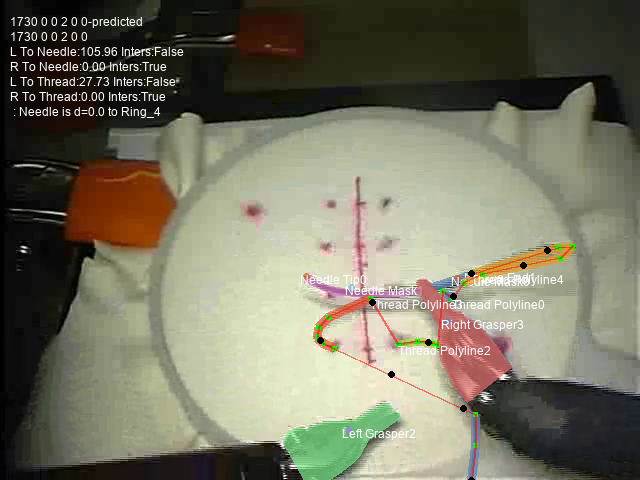 1730 0 0 2 0 0-predicted
1730 0 0 2 0 0
L To Needle:105.96 Inters:False
R To Needle:0.00 Inters:True
L To Thread:27.73 Inters:False
R To Thread:0.00 Inters:True
: Needle is d=0.0 to Ring_4
Needle Tip0
Needle Mask
Thread Polyline4
Thread Polyline3
Thread Polyline0
Right Grasper3
Thread Polyline2
Left Grasper2